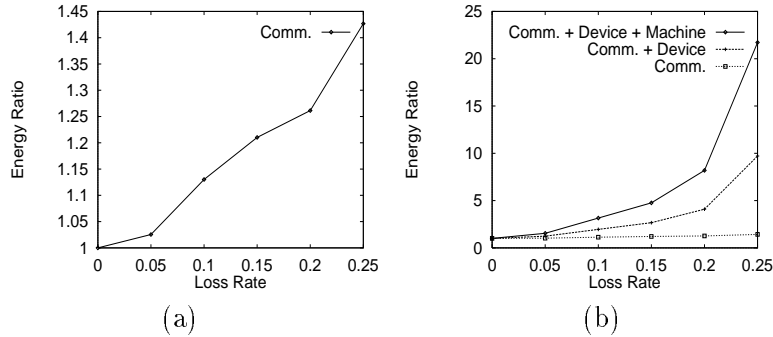 1.45
1.4
1.35
1.3
1.25
1.2
1.15
1.1
1.05
1
0 0.05 0.1 0.15 0.2 0.25
Energy Ratio
Loss Rate
Comm.
(a)
25
20
15
10
5
0
0 0.05 0.1 0.15 0.2 0.25
Energy Ratio
Loss Rate
Comm. + Device + Machine
Comm. + Device
Comm.
(b)